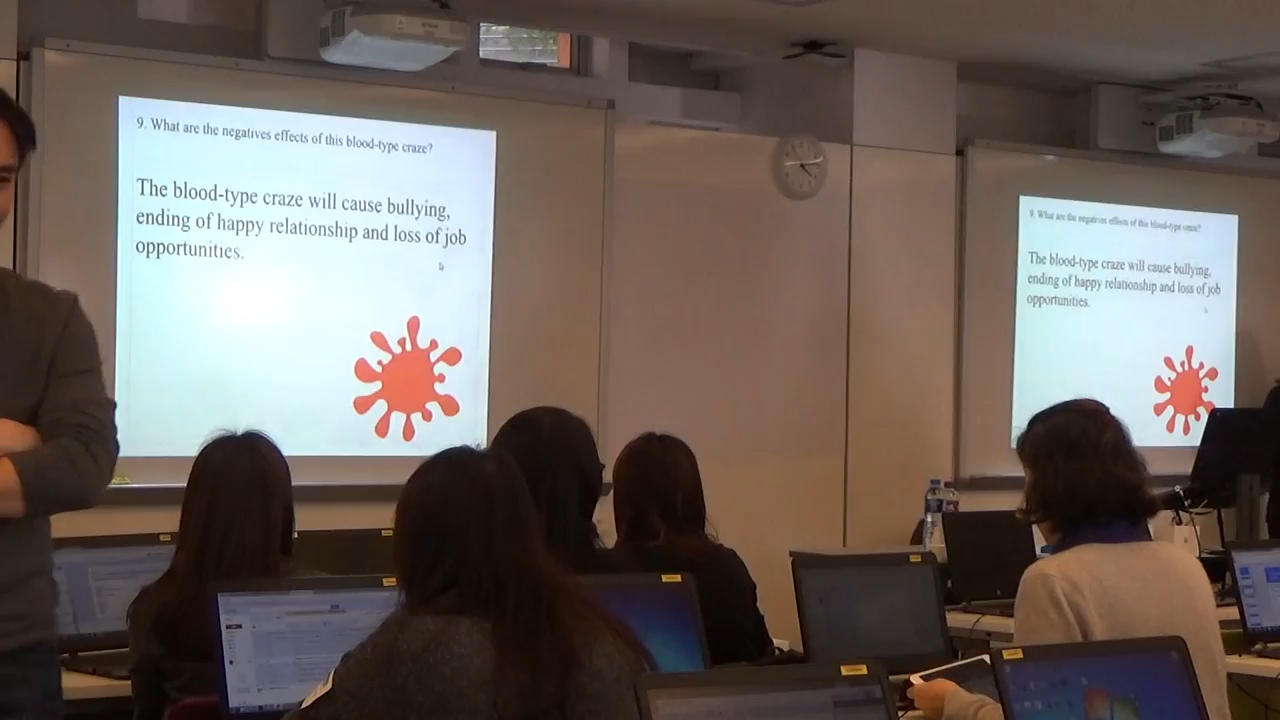 9. What are the negatives effects of this blood-type craze?
The blood-type craze will cause bullying,
ending of happy relationship and loss of job
opportunities.
9. What are the negatives effects of this blood-type craze?
The blood-type craze will cause bullying,
ending of happy relationship and loss of job
opportunities.